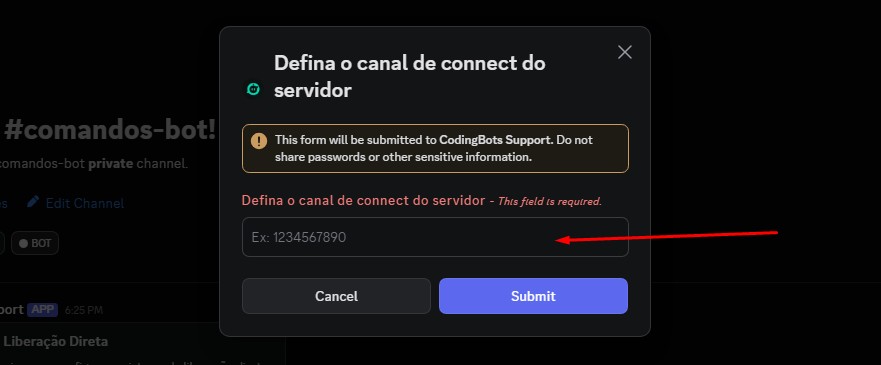 Defina o canal de connect do
servidor
#comandos-bot!
This form will be submitted to CodingBots Support. Do not
share passwords or other sensitive information.
comandos-bot private channel.
Defina o canal de connect do servidor - This field is required.
Edit Channel
Ex: 1234567890
BOT
Cancel
Submit
APP 6:25 PM
Liberação Direta